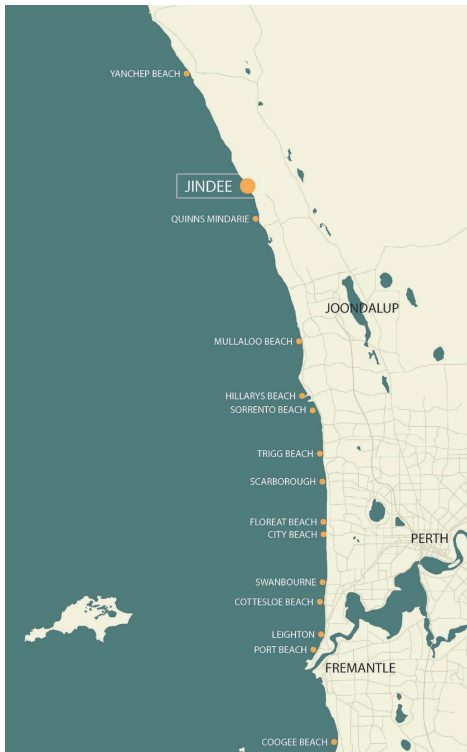 YANCHEP BEACH
JINDEE
QUINNS MINDARIE
JOONDALUP
MULLALOO BEACH
HILLARYS BEACH
SORRENTO BEACH
TRIGG BEACH
SCARBOROUGH
FLOREAT BEACH
CITY BEACH
PERTH
SWANBOURNE
COTTESLOE BEACH
LEIGHTON
PORT BEACH
FREMANTLE
COOGEE BEACH